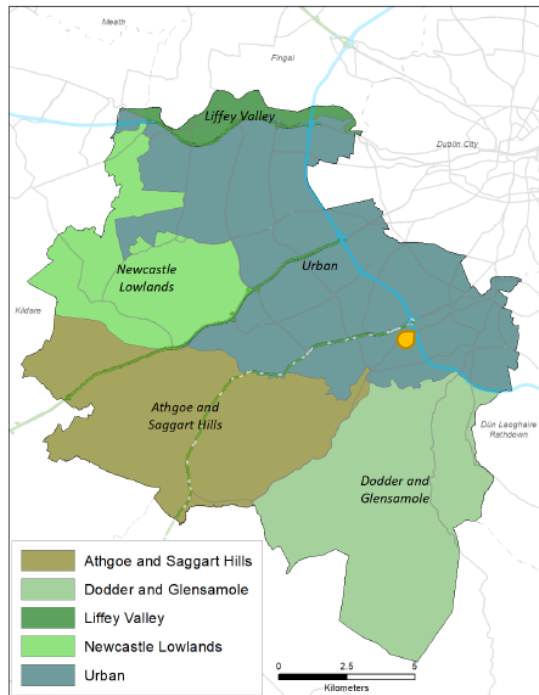 Meath
Fingal
Liffey Valley
Dublin City
Newclastle
Lowlands
Urban
Kildare
Athgoe and
Saggart Hills
Dún Laoghaire
Rathdown
Dodder and
Glensamole
Athgoe and Saggart Hills
Dodder and Glensamole
Liffey Valley
Newcastle Lowlands
Urban
0
2.5
5
Kilometers